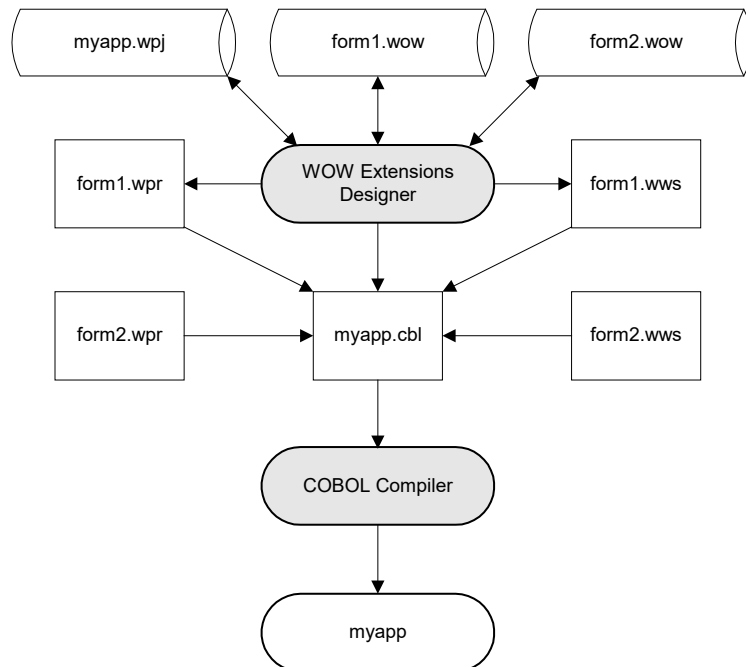 myapp.wpj
form1.wow
form2.wow
form1.wpr
WOW Extensions
Designer
form1.wws
form2.wpr
myapp.cbl
form2.wws
COBOL Compiler
myapp